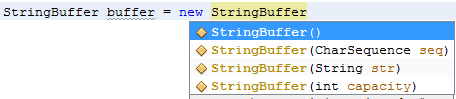 StringBuffer buffer = new StringBuffer
StringBuffer()
StringBuffer(CharSequence seq)
StringBuffer(String str)
StringBuffer(int capacity)